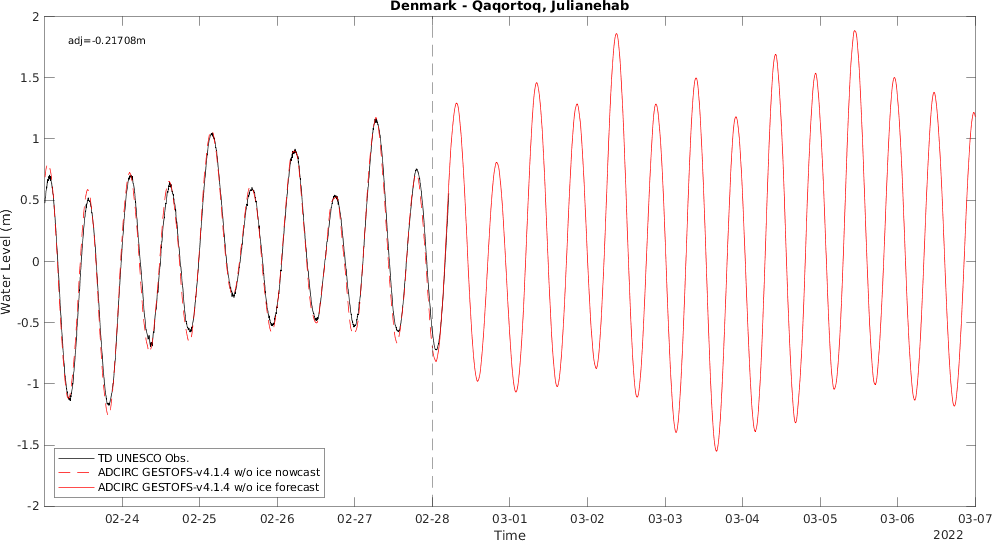 Denmark - Qaqortoq, Julianehab
adj=-0.21708m
2
1.5
1
0.5
0
-0.5
-1
-1.5
-2
Water Level (m)
TD UNESCO Obs.
ADCIRC GESTOFS-v4.1.4 w/o ice nowcast
ADCIRC GESTOFS-v4.1.4 w/o ice forecast
02-24 02-25 02-26 02-27 02-28 03-01 03-02 03-03 03-04 03-05 03-06 03-07
Time
2022